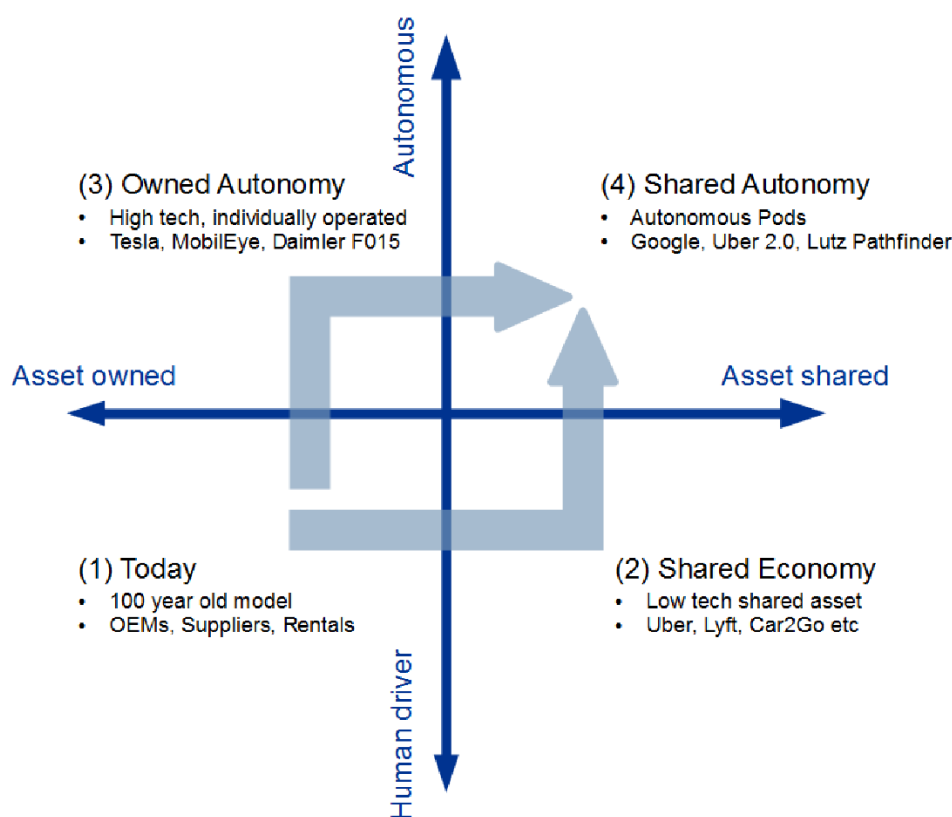 Autonomous
(3) Owned Autonomy
• High tech, individually operated
• Tesla, MobilEye, Daimler F015
(4) Shared Autonomy
• Autonomous Pods
• Google, Uber 2.0, Lutz Pathfinder
Asset owned
Asset shared
(1) Today
• 100 year old model
• OEMs, Suppliers, Rentals
(2) Shared Economy
• Low tech shared asset
• Uber, Lyft, Car2Go etc
Human driver